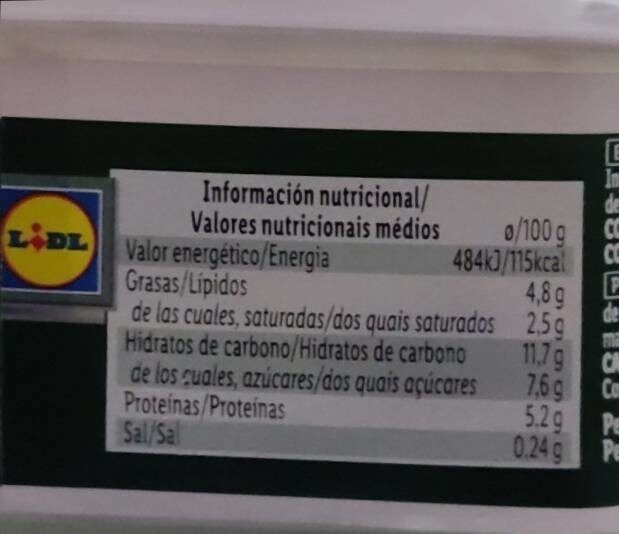 Información nutricional/
Valores nutricionais médios ø/100 g
LIDL
Valor energético/Energia 484kJ/115kcal
Grasas/Lípidos 4,8 g
de las cuales, saturadas/dos quais saturados 2,5 g
Hidratos de carbono/Hidratos de carbono 11,7 g
de los cuales, azúcares/dos quais açúcares 7,6 g
Proteínas/Proteínas 5,2 g
Sal/Sal 0,24 g